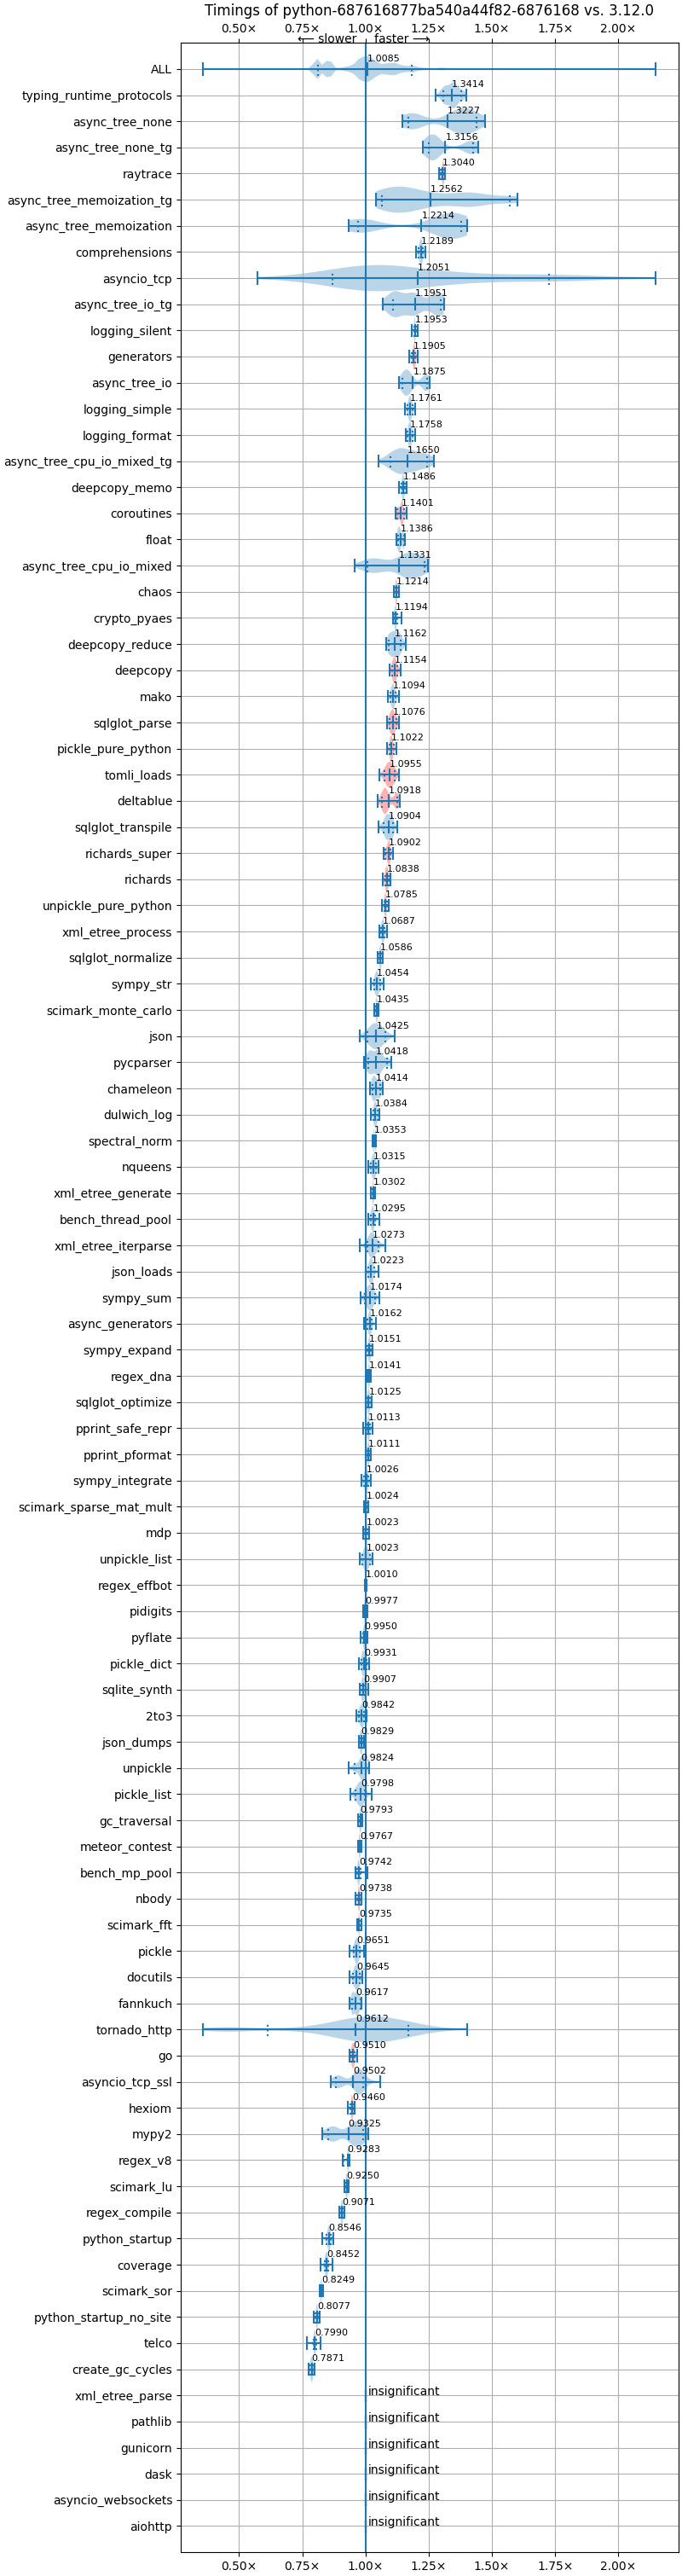 Timings of python-687616877ba540a44f82-6876168 vs. 3.12.0
0.50× 0.75× 1.00× 1.25× 1.50× 1.75× 2.00×
⟵ slower faster ⟶
ALL 1.0085
typing_runtime_protocols 1.3414
async_tree_none 1.3227
async_tree_none_tg 1.3156
raytrace 1.3040
async_tree_memoization_tg 1.2562
async_tree_memoization 1.2214
comprehensions 1.2189
asyncio_tcp 1.2051
async_tree_io_tg 1.1951
logging_silent 1.1953
generators 1.1905
async_tree_io 1.1875
logging_simple 1.1761
logging_format 1.1758
async_tree_cpu_io_mixed_tg 1.1650
deepcopy_memo 1.1486
coroutines 1.1401
float 1.1386
async_tree_cpu_io_mixed 1.1331
chaos 1.1214
crypto_pyaes 1.1194
deepcopy_reduce 1.1162
deepcopy 1.1154
mako 1.1094
sqlglot_parse 1.1076
pickle_pure_python 1.1022
tomli_loads 1.0955
deltablue 1.0918
sqlglot_transpile 1.0904
richards_super 1.0902
richards 1.0838
unpickle_pure_python 1.0785
xml_etree_process 1.0687
sqlglot_normalize 1.0586
sympy_str 1.0454
scimark_monte_carlo 1.0435
json 1.0425
pycparser 1.0418
chameleon 1.0414
dulwich_log 1.0384
spectral_norm 1.0353
nqueens 1.0315
xml_etree_generate 1.0302
bench_thread_pool 1.0295
xml_etree_iterparse 1.0273
json_loads 1.0223
sympy_sum 1.0174
async_generators 1.0162
sympy_expand 1.0151
regex_dna 1.0141
sqlglot_optimize 1.0125
pprint_safe_repr 1.0113
pprint_pformat 1.0111
sympy_integrate 1.0026
scimark_sparse_mat_mult 1.0024
mdp 1.0023
unpickle_list 1.0023
regex_effbot 1.0010
pidigits 0.9977
pyflate 0.9950
pickle_dict 0.9931
sqlite_synth 0.9907
2to3 0.9842
json_dumps 0.9829
unpickle 0.9824
pickle_list 0.9798
gc_traversal 0.9793
meteor_contest 0.9767
bench_mp_pool 0.9742
nbody 0.9738
scimark_fft 0.9735
pickle 0.9651
docutils 0.9645
fannkuch 0.9617
tornado_http 0.9612
go 0.9510
asyncio_tcp_ssl 0.9502
hexiom 0.9460
mypy2 0.9325
regex_v8 0.9283
scimark_lu 0.9250
regex_compile 0.9071
python_startup 0.8546
coverage 0.8452
scimark_sor 0.8249
python_startup_no_site 0.8077
telco 0.7990
create_gc_cycles 0.7871
xml_etree_parse insignificant
pathlib insignificant
gunicorn insignificant
dask insignificant
asyncio_websockets insignificant
aiohttp insignificant
0.50× 0.75× 1.00× 1.25× 1.50× 1.75× 2.00×